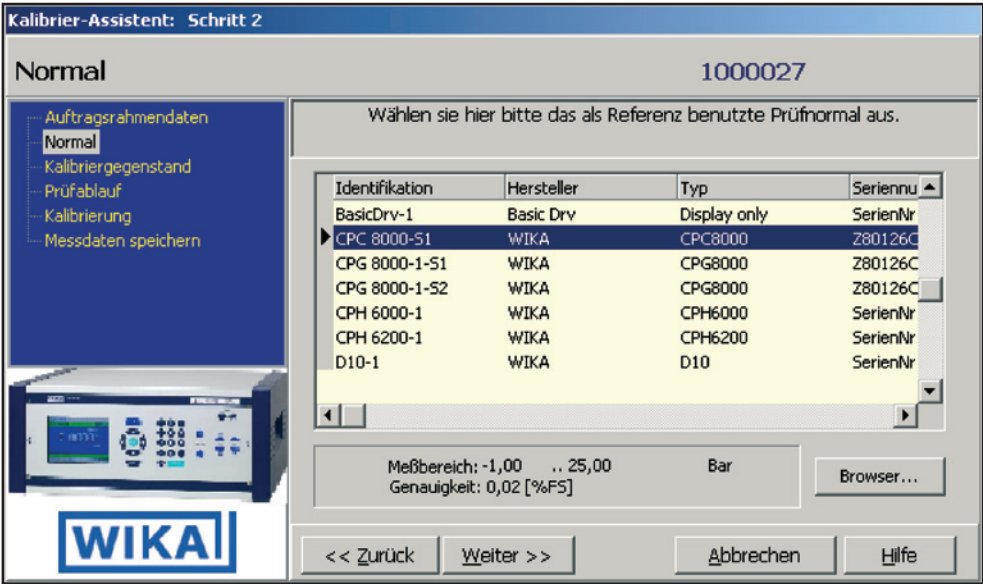 Kalibrier-Assistent: Schritt 2
Normal
1000027
Auftragsrahmendaten
Normal
Kalibriergegenstand
Prüfablauf
Kalibrierung
Messdaten speichern
Wählen sie hier bitte das als Referenz benutzte Prüfnormal aus.
Identifikation Hersteller Typ Seriennu
BasicDrv-1 Basic Drv Display only SerienNr
CPC 8000-S1 WIKA CPC8000 Z80126C
CPG 8000-1-S1 WIKA CPG8000 Z80126C
CPG 8000-1-S2 WIKA CPG8000 Z80126C
CPH 6000-1 WIKA CPH6000 SerienNr
CPH 6200-1 WIKA CPH6200 SerienNr
D10-1 WIKA D10 SerienNr
Meßbereich: -1,00 .. 25,00 Bar
Genauigkeit: 0,02 [%FS]
Browser...
WIKA
<< Zurück Weiter >> Abbrechen Hilfe